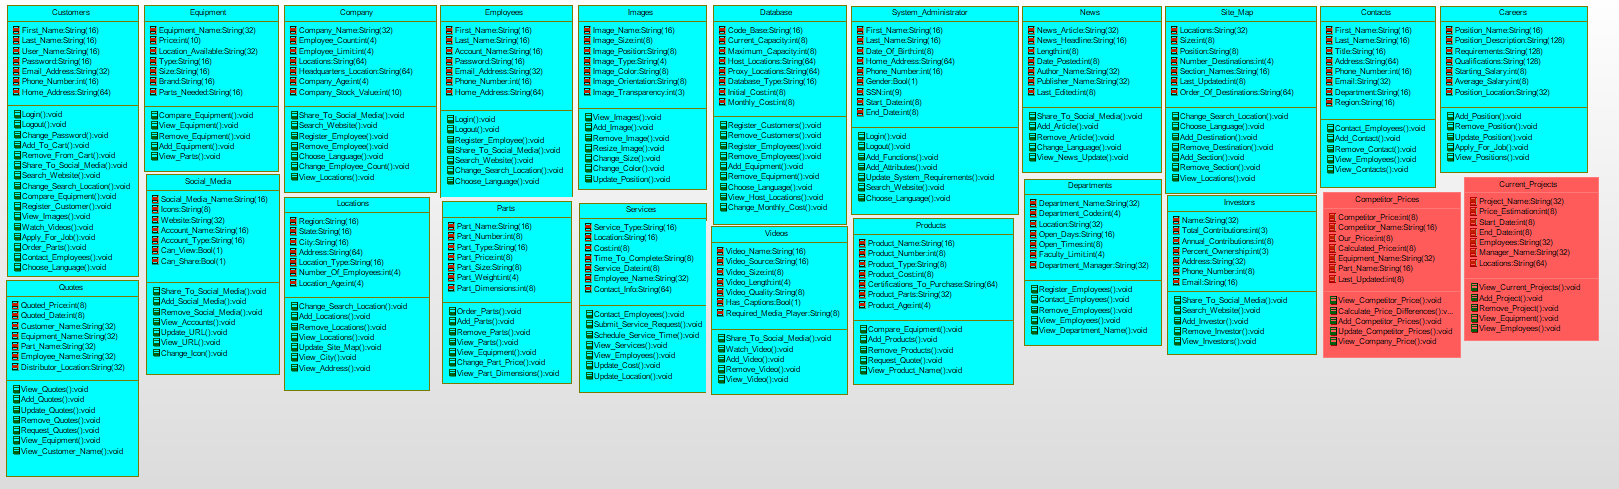 Customers
First_Name:String(16)
Last_Name:String(16)
User_Name:String(16)
Password:String(16)
Email_Address:String(32)
Phone_Number:int(16)
Home_Address:String(64)
Login():void
Logout():void
Change_Password():void
Add_To_Cart():void
Remove_From_Cart():void
Share_To_Social_Media():void
Search_Website():void
Change_Search_Location():void
Compare_Equipment():void
Register_Customer():void
View_Images():void
Watch_Videos():void
Apply_For_Job():void
Order_Parts():void
Contact_Employees():void
Choose_Language():void
Quotes
Quoted_Price:int(8)
Quoted_Date:int(8)
Customer_Name:String(32)
Equipment_Name:String(32)
Part_Name:String(32)
Employee_Name:String(32)
Distributor_Location:String(32)
View_Quotes():void
Add_Quotes():void
Update_Quotes():void
Remove_Quotes():void
Request_Quotes():void
View_Equipment():void
View_Customer_Name():void
Equipment
Equipment_Name:String(32)
Price:int(10)
Location_Available:String(32)
Type:String(16)
Size:String(16)
Brand:String(16)
Parts_Needed:String(16)
Compare_Equipment():void
View_Equipment():void
Remove_Equipment():void
Add_Equipment():void
View_Parts():void
Social_Media
Social_Media_Name:String(16)
Icons:String(8)
Website:String(32)
Account_Name:String(16)
Account_Type:String(16)
Can_View:Bool(1)
Can_Share:Bool(1)
Share_To_Social_Media():void
Add_Social_Media():void
Remove_Social_Media():void
View_Accounts():void
Update_URL():void
View_URL():void
Change_Icon():void
Company
Company_Name:String(32)
Employee_Count:int(4)
Employee_Limit:int(4)
Locations:String(64)
Headquarters_Location:String(64)
Company_Age:int(4)
Company_Stock_Value:int(10)
Share_To_Social_Media():void
Search_Website():void
Register_Employee():void
Remove_Employee():void
Choose_Language():void
Change_Employee_Count():void
View_Locations():void
Locations
Region:String(16)
State:String(16)
City:String(16)
Address:String(64)
Location_Type:String(16)
Number_Of_Employees:int(4)
Location_Age:int(4)
Change_Search_Location():void
Add_Locations():void
Remove_Locations():void
View_Locations():void
Update_Site_Map():void
View_City():void
View_Address():void
Employees
First_Name:String(16)
Last_Name:String(16)
Account_Name:String(16)
Password:String(16)
Email_Address:String(32)
Phone_Number:int(16)
Home_Address:String(64)
Login():void
Logout():void
Register_Employee():void
Share_To_Social_Media():void
Search_Website():void
Change_Search_Location():void
Choose_Language():void
Parts
Part_Name:String(16)
Part_Number:int(8)
Part_Type:String(16)
Part_Price:int(8)
Part_Size:String(8)
Part_Weight:int(4)
Part_Dimensions:int(8)
Order_Parts():void
Add_Parts():void
Remove_Parts():void
View_Parts():void
View_Equipment():void
Change_Part_Price():void
View_Part_Dimensions():void
Images
Image_Name:String(16)
Image_Size:int(8)
Image_Position:String(8)
Image_Type:String(4)
Image_Color:String(8)
Image_Orientation:String(8)
Image_Transparency:int(3)
View_Images():void
Add_Image():void
Remove_Image():void
Resize_Image():void
Change_Size():void
Change_Color():void
Update_Position():void
Services
Service_Type:String(16)
Location:String(16)
Cost:int(8)
Time_To_Complete:String(8)
Service_Date:int(8)
Employee_Name:String(32)
Contact_Info:String(64)
Contact_Employees():void
Submit_Service_Request():void
Schedule_Service_Time():void
View_Services():void
View_Employees():void
Update_Cost():void
Update_Location():void
Database
Code_Base:String(16)
Current_Capacity:int(8)
Maximum_Capacity:int(8)
Host_Locations:String(64)
Proxy_Locations:String(64)
Database_Type:String(16)
Initial_Cost:int(8)
Monthly_Cost:int(8)
Register_Customers():void
Remove_Customers():void
Register_Employees():void
Remove_Employees():void
Add_Equipment():void
Remove_Equipment():void
Choose_Language():void
View_Host_Locations():void
Change_Monthly_Cost():void
Videos
Video_Name:String(16)
Video_Source:String(16)
Video_Size:int(8)
Video_Length:int(4)
Video_Quality:String(8)
Has_Captions:Bool(1)
Required_Media_Player:String(8)
Share_To_Social_Media():void
Watch_Video():void
Add_Video():void
Remove_Video():void
View_Video():void
System_Administrator
First_Name:String(16)
Last_Name:String(16)
Date_Of_Birth:int(8)
Home_Address:String(64)
Phone_Number:int(16)
Gender:Bool(1)
SSN:int(9)
Start_Date:int(8)
End_Date:int(8)
Login():void
Logout():void
Add_Functions():void
Add_Attributes():void
Update_System_Requirements():void
Search_Website():void
Choose_Language():void
Products
Product_Name:String(16)
Product_Number:int(8)
Product_Type:String(8)
Product_Cost:int(8)
Certifications_To_Purchase:String(64)
Product_Parts:String(32)
Product_Age:int(4)
Compare_Equipment():void
Add_Products():void
Remove_Products():void
Request_Quote():void
View_Product_Name():void
News
News_Article:String(32)
News_Headline:String(16)
Length:int(8)
Date_Posted:int(8)
Author_Name:String(32)
Publisher_Name:String(32)
Last_Edited:int(8)
Share_To_Social_Media():void
Add_Article():void
Remove_Article():void
Change_Language():void
View_News_Update():void
Departments
Department_Name:String(32)
Department_Code:int(4)
Location:String(32)
Open_Days:String(16)
Open_Times:int(8)
Faculty_Limit:int(4)
Department_Manager:String(32)
Register_Employees():void
Contact_Employees():void
Remove_Employees():void
View_Employees():void
View_Department_Name():void
Site_Map
Locations:String(32)
Size:int(8)
Position:String(8)
Number_Destinations:int(4)
Section_Names:String(16)
Last_Updated:int(8)
Order_Of_Destinations:String(64)
Change_Search_Location():void
Choose_Language():void
Add_Destination():void
Remove_Destination():void
Add_Section():void
Remove_Section():void
View_Locations():void
Investors
Name:String(32)
Total_Contributions:int(3)
Annual_Contributions:int(8)
Percent_Ownership:int(3)
Address:String(32)
Phone_Number:int(8)
Email:String(16)
Share_To_Social_Media():void
Search_Website():void
Add_Investor():void
Remove_Investor():void
View_Investors():void
Contacts
First_Name:String(16)
Last_Name:String(16)
Title:String(16)
Address:String(64)
Phone_Number:int(16)
Email:String(32)
Department:String(16)
Region:String(16)
Contact_Employees():void
Add_Contact():void
Remove_Contact():void
View_Employees():void
View_Contacts():void
Competitor_Prices
Competitor_Price:int(8)
Competitor_Name:String(16)
Our_Price:int(8)
Calculated_Price:int(8)
Equipment_Name:String(32)
Part_Name:String(16)
Last_Updated:int(8)
View_Competitor_Price():void
Calculate_Price_Differences():v...
Add_Competitor_Prices():void
Update_Competitor_Prices():void
View_Company_Price():void
Careers
Position_Name:String(16)
Position_Description:String(128)
Requirements:String(128)
Qualifications:String(128)
Starting_Salary:int(8)
Average_Salary:int(8)
Position_Location:String(32)
Add_Position():void
Remove_Position():void
Update_Position():void
Apply_For_Job():void
View_Positions():void
Current_Projects
Project_Name:String(32)
Price_Estimation:int(8)
Start_Date:int(8)
End_Date:int(8)
Employees:String(32)
Manager_Name:String(32)
Locations:String(64)
View_Current_Projects():void
Add_Project():void
Remove_Project():void
View_Equipment():void
View_Employees():void